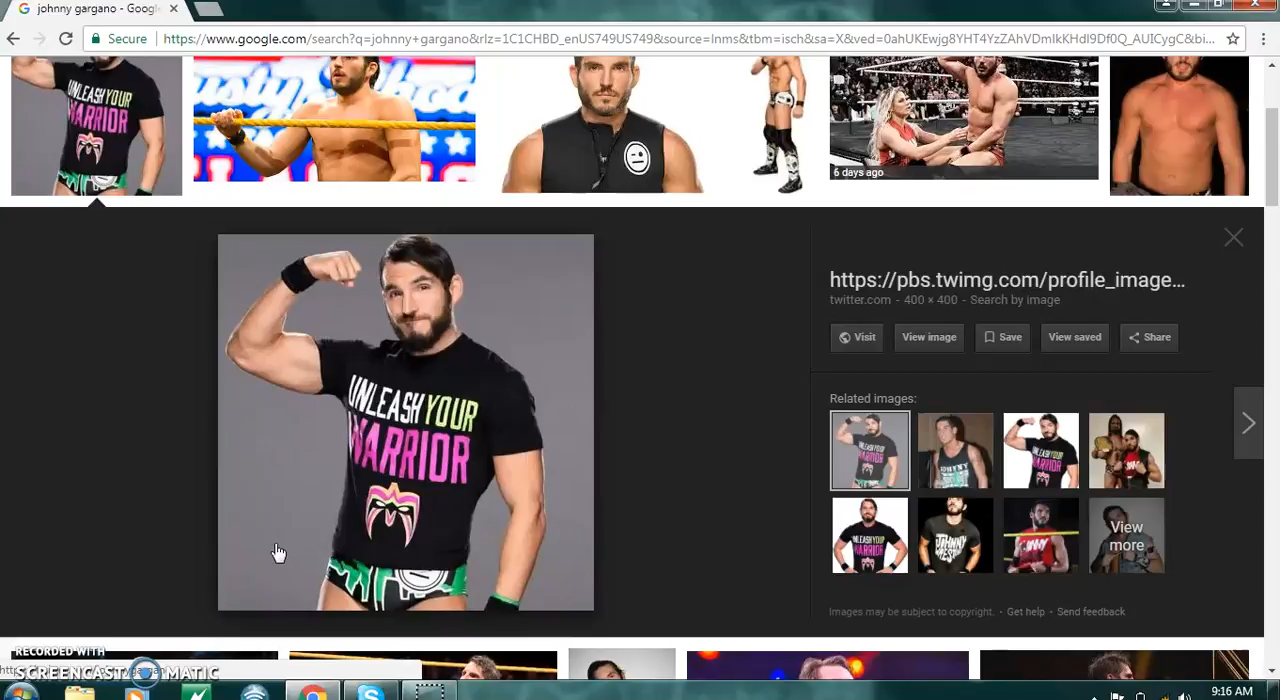 johnny gargano - Googl
Secure
https://www.google.com/search?q=johnny+gargano&rlz=1C1CHBD_enUS749US749&source=lnms&tbm=isch&sa=X&ved=0ahUKEwjg8YHT4YzZAhVDmlkKHdl9Df0Q_AUICygC&bi...
UNLEASH YOUR
WARRIOR
6 days ago
https://pbs.twimg.com/profile_image...
twitter.com - 400 × 400 - Search by image
Visit
View image
Save
View saved
Share
UNLEASH YOUR
WARRIOR
Related images:
View
more
Images may be subject to copyright. - Get help - Send feedback
RECORDED WITH
SCREENCAST-O-MATIC
9:16 AM